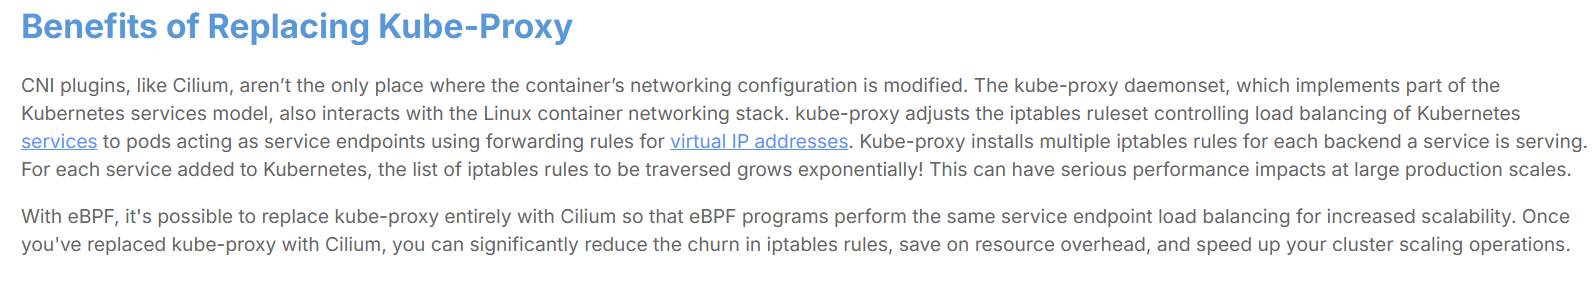 Benefits of Replacing Kube-Proxy
CNI plugins, like Cilium, aren’t the only place where the container’s networking configuration is modified. The kube-proxy daemonset, which implements part of the
Kubernetes services model, also interacts with the Linux container networking stack. kube-proxy adjusts the iptables ruleset controlling load balancing of Kubernetes
services to pods acting as service endpoints using forwarding rules for virtual IP addresses. Kube-proxy installs multiple iptables rules for each backend a service is serving.
For each service added to Kubernetes, the list of iptables rules to be traversed grows exponentially! This can have serious performance impacts at large production scales.
With eBPF, it's possible to replace kube-proxy entirely with Cilium so that eBPF programs perform the same service endpoint load balancing for increased scalability. Once
you've replaced kube-proxy with Cilium, you can significantly reduce the churn in iptables rules, save on resource overhead, and speed up your cluster scaling operations.